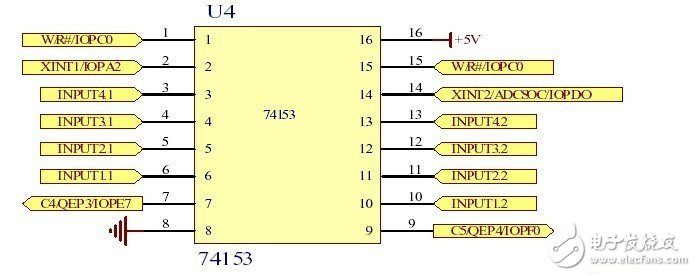 U4
W/R#/IOPC0 1 1 16 16 +5V
XINT1/IOPA2 2 2 15 15 W/R#/IOPC0
INPUT4.1 3 3 14 14 XINT2/ADCSOC/IOPDO
INPUT3.1 4 4 74153 13 13 INPUT4.2
INPUT2.1 5 5 12 12 INPUT3.2
INPUT1.1 6 6 11 11 INPUT2.2
C4.QEP3/IOPE7 7 7 10 10 INPUT1.2
8 8 9 9 C5/QEP4/IOPF0
74153
电子发烧友
www.elecfans.com